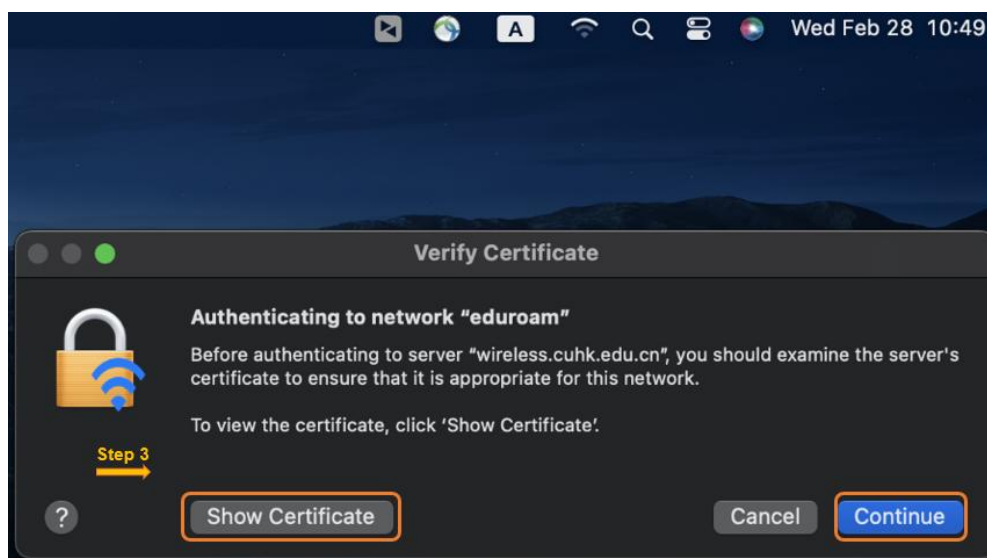 A
Wed Feb 28 10:49
Verify Certificate
Authenticating to network “eduroam”
Before authenticating to server “wireless.cuhk.edu.cn”, you should examine the server's
certificate to ensure that it is appropriate for this network.
To view the certificate, click ‘Show Certificate’.
Step 3
?
Show Certificate
Cancel
Continue